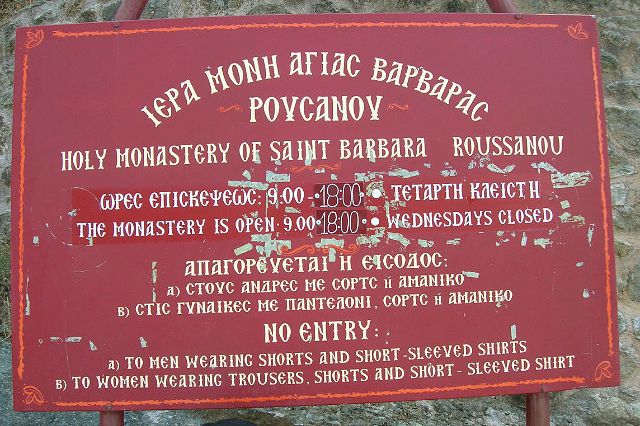 ΙΕΡΑ ΜΟΝΗ ΑΓΙΑΣ ΒΑΡΒΑΡΑΣ
ΡΟΥΣΑΝΟΥ
HOLY MONASTERY OF SAINT BARBARA ROUSSANOU
ΩΡΕΣ ΕΠΙΣΚΕΨΕΩΣ: 9.00 - 18:00 • ΤΕΤΑΡΤΗ ΚΛΕΙΣΤΗ
THE MONASTERY IS OPEN: 9.00 - 18:00 • WEDNESDAYS CLOSED
ΑΠΑΓΟΡΕΥΕΤΑΙ Η ΕΙΣΟΔΟΣ:
Α) ΣΤΟΥΣ ΑΝΔΡΕΣ ΜΕ ΣΟΡΤΣ ή ΑΜΑΝΙΚΟ
Β) ΣΤΙΣ ΓΥΝΑΙΚΕΣ ΜΕ ΠΑΝΤΕΛΟΝΙ, ΣΟΡΤΣ ή ΑΜΑΝΙΚΟ
NO ENTRY:
A) TO MEN WEARING SHORTS AND SHORT-SLEEVED SHIRTS
B) TO WOMEN WEARING TROUSERS, SHORTS AND SHORT-SLEEVED SHIRT